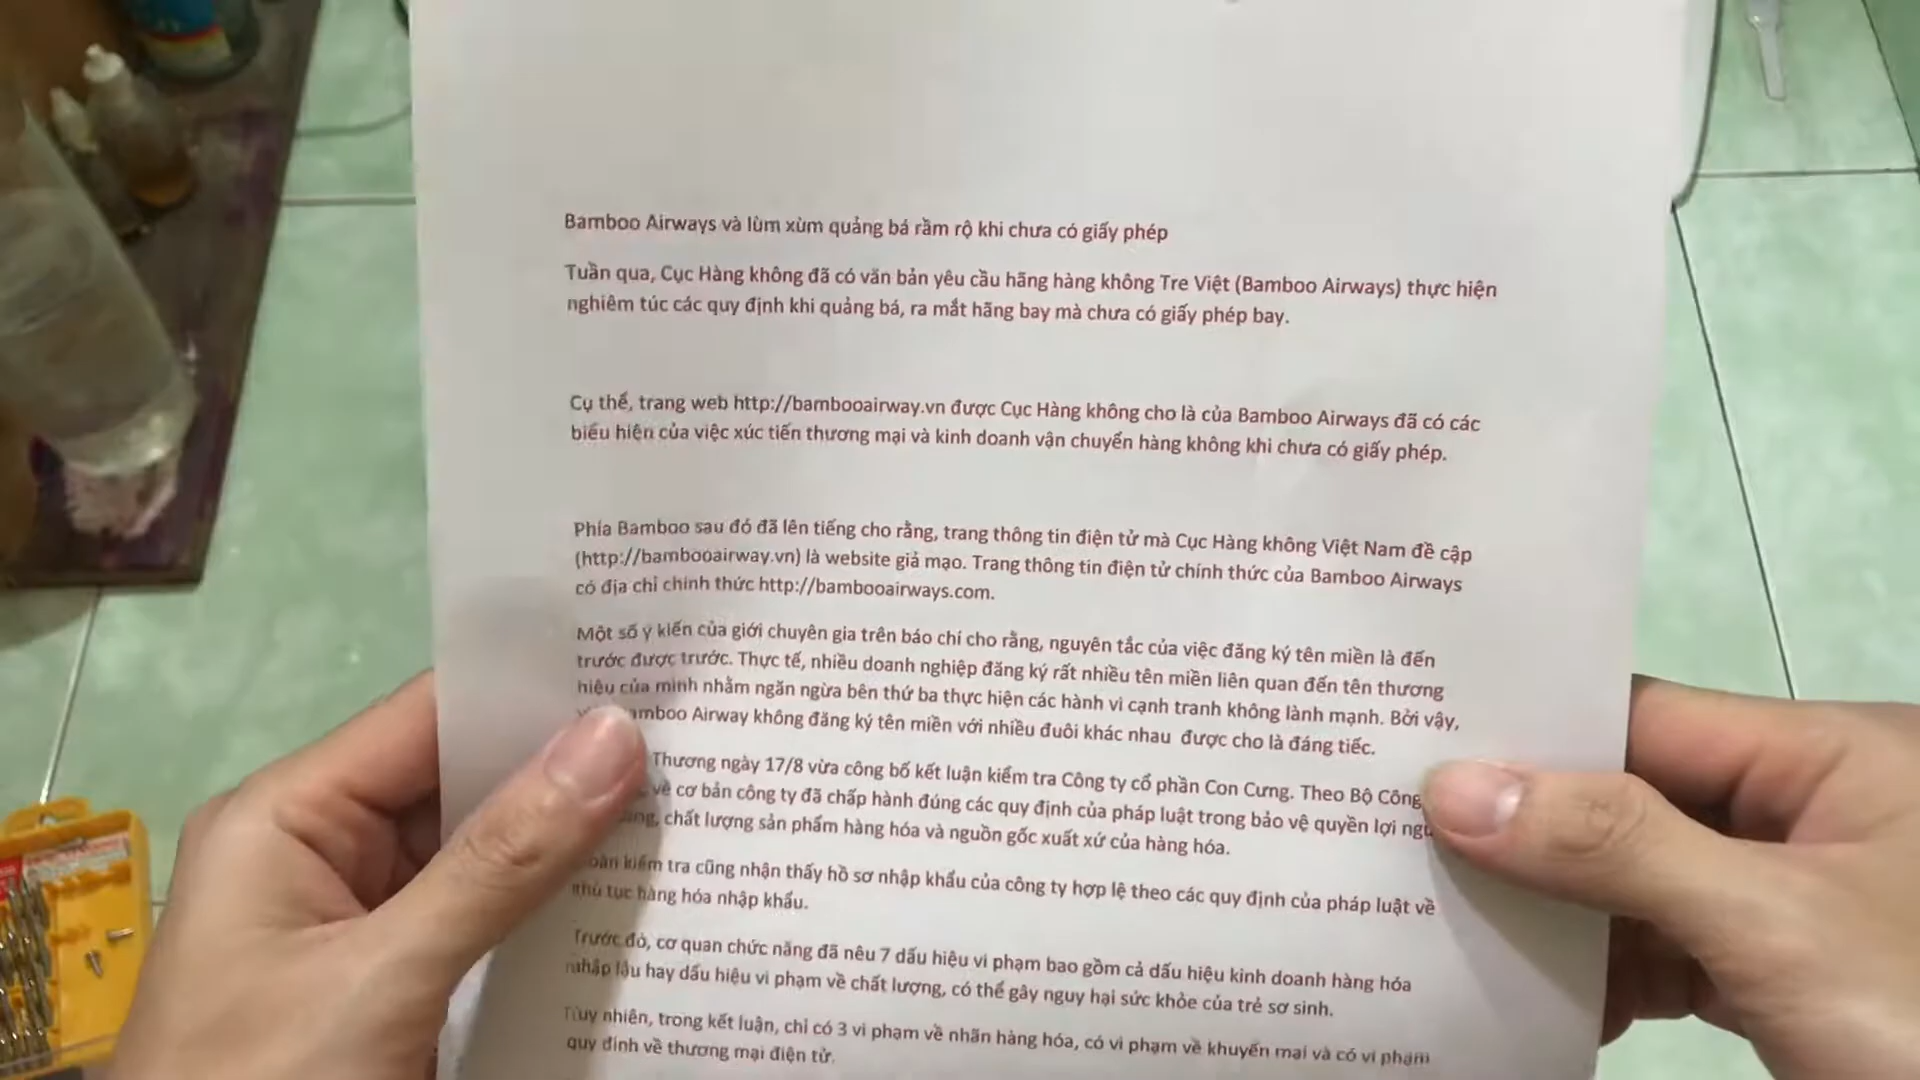 Bamboo Airways và lùm xùm quảng bá rầm rộ khi chưa có giấy phép
Tuần qua, Cục Hàng không đã có văn bản yêu cầu hãng hàng không Tre Việt (Bamboo Airways) thực hiện
nghiêm túc các quy định khi quảng bá, ra mắt hãng bay mà chưa có giấy phép bay.
Cụ thể, trang web http://bambooairway.vn được Cục Hàng không cho là của Bamboo Airways đã có các
biểu hiện của việc xúc tiến thương mại và kinh doanh vận chuyển hàng không khi chưa có giấy phép.
Phía Bamboo sau đó đã lên tiếng cho rằng, trang thông tin điện tử mà Cục Hàng không Việt Nam đề cập
(http://bambooairway.vn) là website giả mạo. Trang thông tin điện tử chính thức của Bamboo Airways
có địa chỉ chính thức http://bambooairways.com.
Một số ý kiến của giới chuyên gia trên báo chí cho rằng, nguyên tắc của việc đăng ký tên miền là đến
trước được trước. Thực tế, nhiều doanh nghiệp đăng ký rất nhiều tên miền liên quan đến tên thương
hiệu của mình nhằm ngăn ngừa bên thứ ba thực hiện các hành vi cạnh tranh không lành mạnh. Bởi vậy,
Airway không đăng ký tên miền với nhiều đuôi khác nhau được cho là đáng tiếc.
Thương ngày 17/8 vừa công bố kết luận kiểm tra Công ty cổ phần Con Cưng. Theo Bộ Công
về cơ bản công ty đã chấp hành đúng các quy định của pháp luật trong bảo vệ quyền lợi
chất lượng sản phẩm hàng hóa và nguồn gốc xuất xứ của hàng hóa.
kiểm tra cũng nhận thấy hồ sơ nhập khẩu của công ty hợp lệ theo các quy định của pháp luật về
thủ tục hàng hóa nhập khẩu.
Trước đó, cơ quan chức năng đã nêu 7 dấu hiệu vi phạm bao gồm cả dấu hiệu kinh doanh hàng hóa
nhập lậu hay dấu hiệu vi phạm về chất lượng, có thể gây nguy hại sức khỏe của trẻ sơ sinh.
Tuy nhiên, trong kết luận, chỉ có 3 vi phạm về nhãn hàng hóa, có vi phạm về khuyến mại và có vi phạm
quy định về thương mại điện tử.